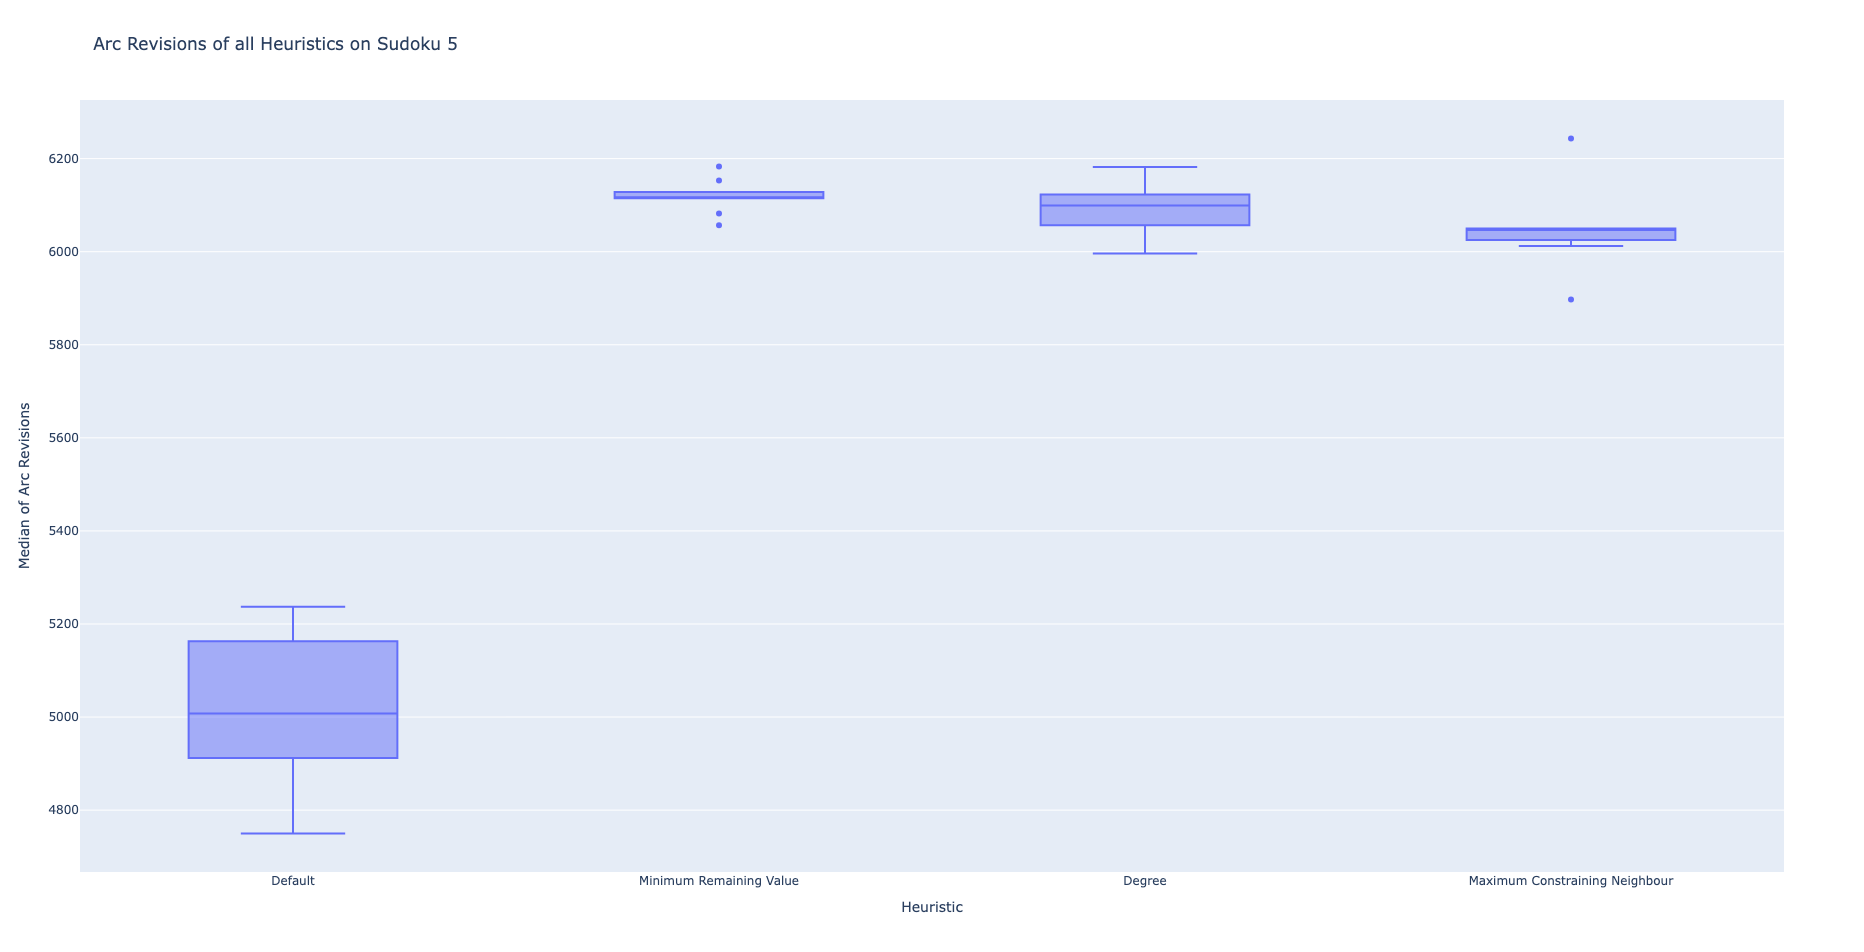 Arc Revisions of all Heuristics on Sudoku 5
Median of Arc Revisions
6200
6000
5800
5600
5400
5200
5000
4800
Default
Minimum Remaining Value
Degree
Maximum Constraining Neighbour
Heuristic